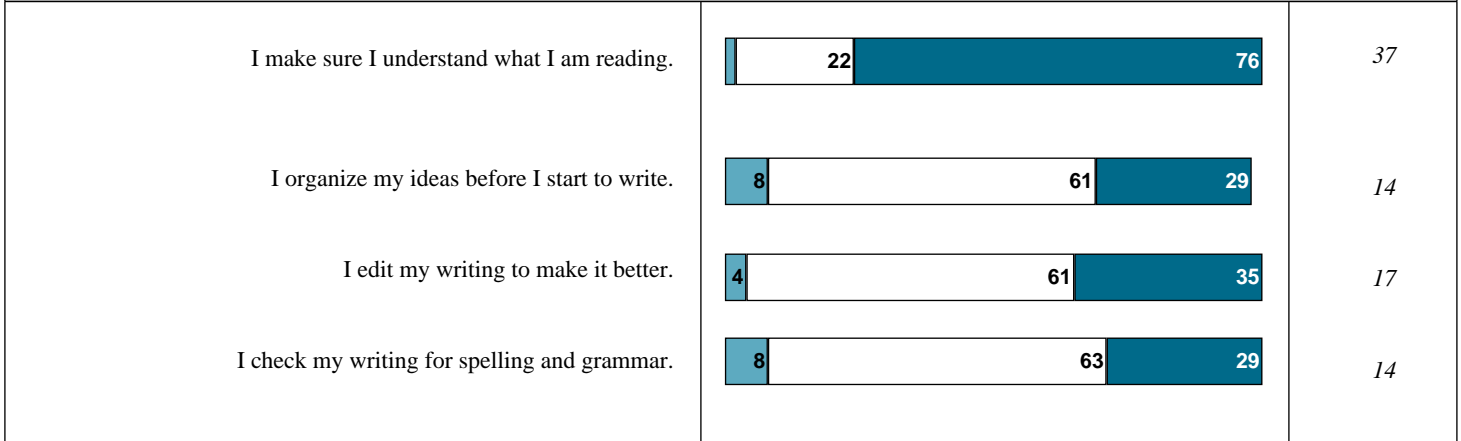 I make sure I understand what I am reading. 22 76 37
I organize my ideas before I start to write. 8 61 29 14
I edit my writing to make it better. 4 61 35 17
I check my writing for spelling and grammar. 8 63 29 14